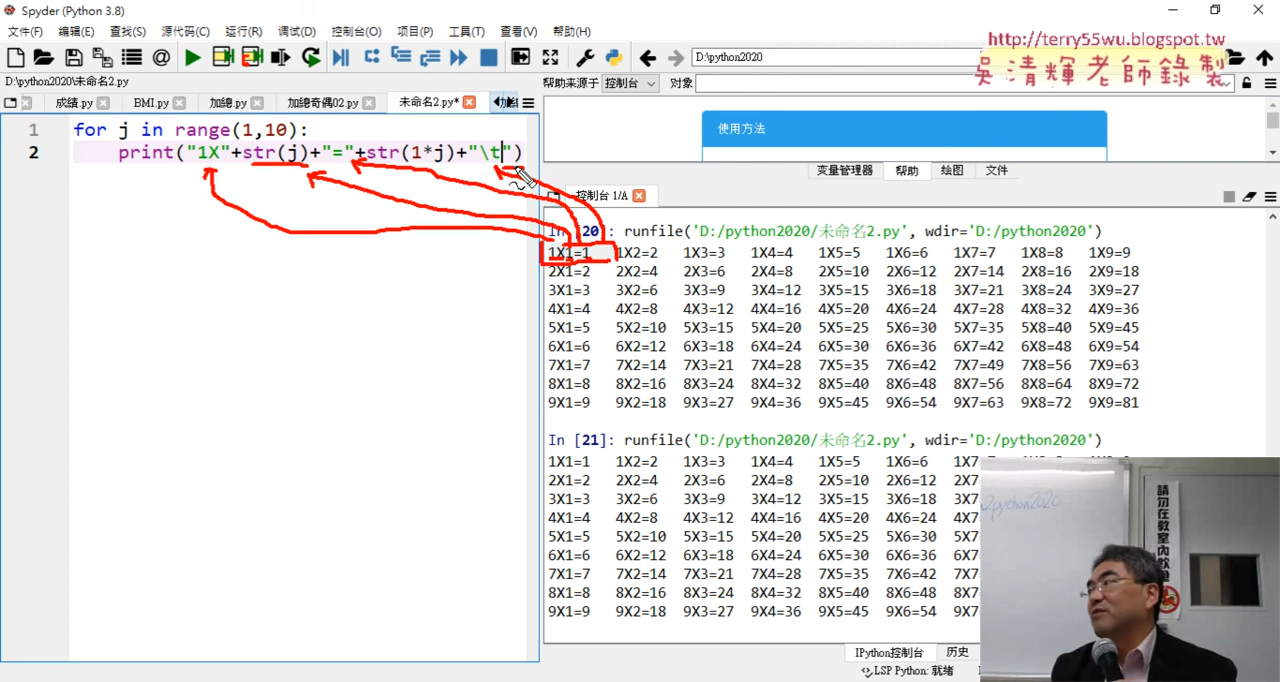 Spyder (Python 3.8)
文件(F) 编辑(E) 查找(S) 源代码(C) 运行(R) 调试(D) 控制台(O) 项目(P) 工具(T) 查看(V) 帮助(H)
http://terry55wu.blogspot.tw
吳清輝老師錄製
D:\python2020
D:\python2020\未命名2.py
帮助来源于 控制台 对象
成績.py BMI.py 加總.py 加總奇偶02.py 未命名2.py*
1 for j in range(1,10):
2 print("1X"+str(j)+"="+str(1*j)+"\t")
使用方法
变量管理器 帮助 绘图 文件
控制台 1/A
In [20]: runfile('D:/python2020/未命名2.py', wdir='D:/python2020')
1X1=1 1X2=2 1X3=3 1X4=4 1X5=5 1X6=6 1X7=7 1X8=8 1X9=9
2X1=2 2X2=4 2X3=6 2X4=8 2X5=10 2X6=12 2X7=14 2X8=16 2X9=18
3X1=3 3X2=6 3X3=9 3X4=12 3X5=15 3X6=18 3X7=21 3X8=24 3X9=27
4X1=4 4X2=8 4X3=12 4X4=16 4X5=20 4X6=24 4X7=28 4X8=32 4X9=36
5X1=5 5X2=10 5X3=15 5X4=20 5X5=25 5X6=30 5X7=35 5X8=40 5X9=45
6X1=6 6X2=12 6X3=18 6X4=24 6X5=30 6X6=36 6X7=42 6X8=48 6X9=54
7X1=7 7X2=14 7X3=21 7X4=28 7X5=35 7X6=42 7X7=49 7X8=56 7X9=63
8X1=8 8X2=16 8X3=24 8X4=32 8X5=40 8X6=48 8X7=56 8X8=64 8X9=72
9X1=9 9X2=18 9X3=27 9X4=36 9X5=45 9X6=54 9X7=63 9X8=72 9X9=81
In [21]: runfile('D:/python2020/未命名2.py', wdir='D:/python2020')
1X1=1 1X2=2 1X3=3 1X4=4 1X5=5 1X6=6 1X7
2X1=2 2X2=4 2X3=6 2X4=8 2X5=10 2X6=12 2X7
3X1=3 3X2=6 3X3=9 3X4=12 3X5=15 3X6=18 3X7
4X1=4 4X2=8 4X3=12 4X4=16 4X5=20 4X6=24 4X7
5X1=5 5X2=10 5X3=15 5X4=20 5X5=25 5X6=30 5X7
6X1=6 6X2=12 6X3=18 6X4=24 6X5=30 6X6=36 6X7
7X1=7 7X2=14 7X3=21 7X4=28 7X5=35 7X6=42 7X7
8X1=8 8X2=16 8X3=24 8X4=32 8X5=40 8X6=48 8X7
9X1=9 9X2=18 9X3=27 9X4=36 9X5=45 9X6=54 9X7
2python2020
請勿在教室內飲
IPython控制台 历史
LSP Python: 就绪